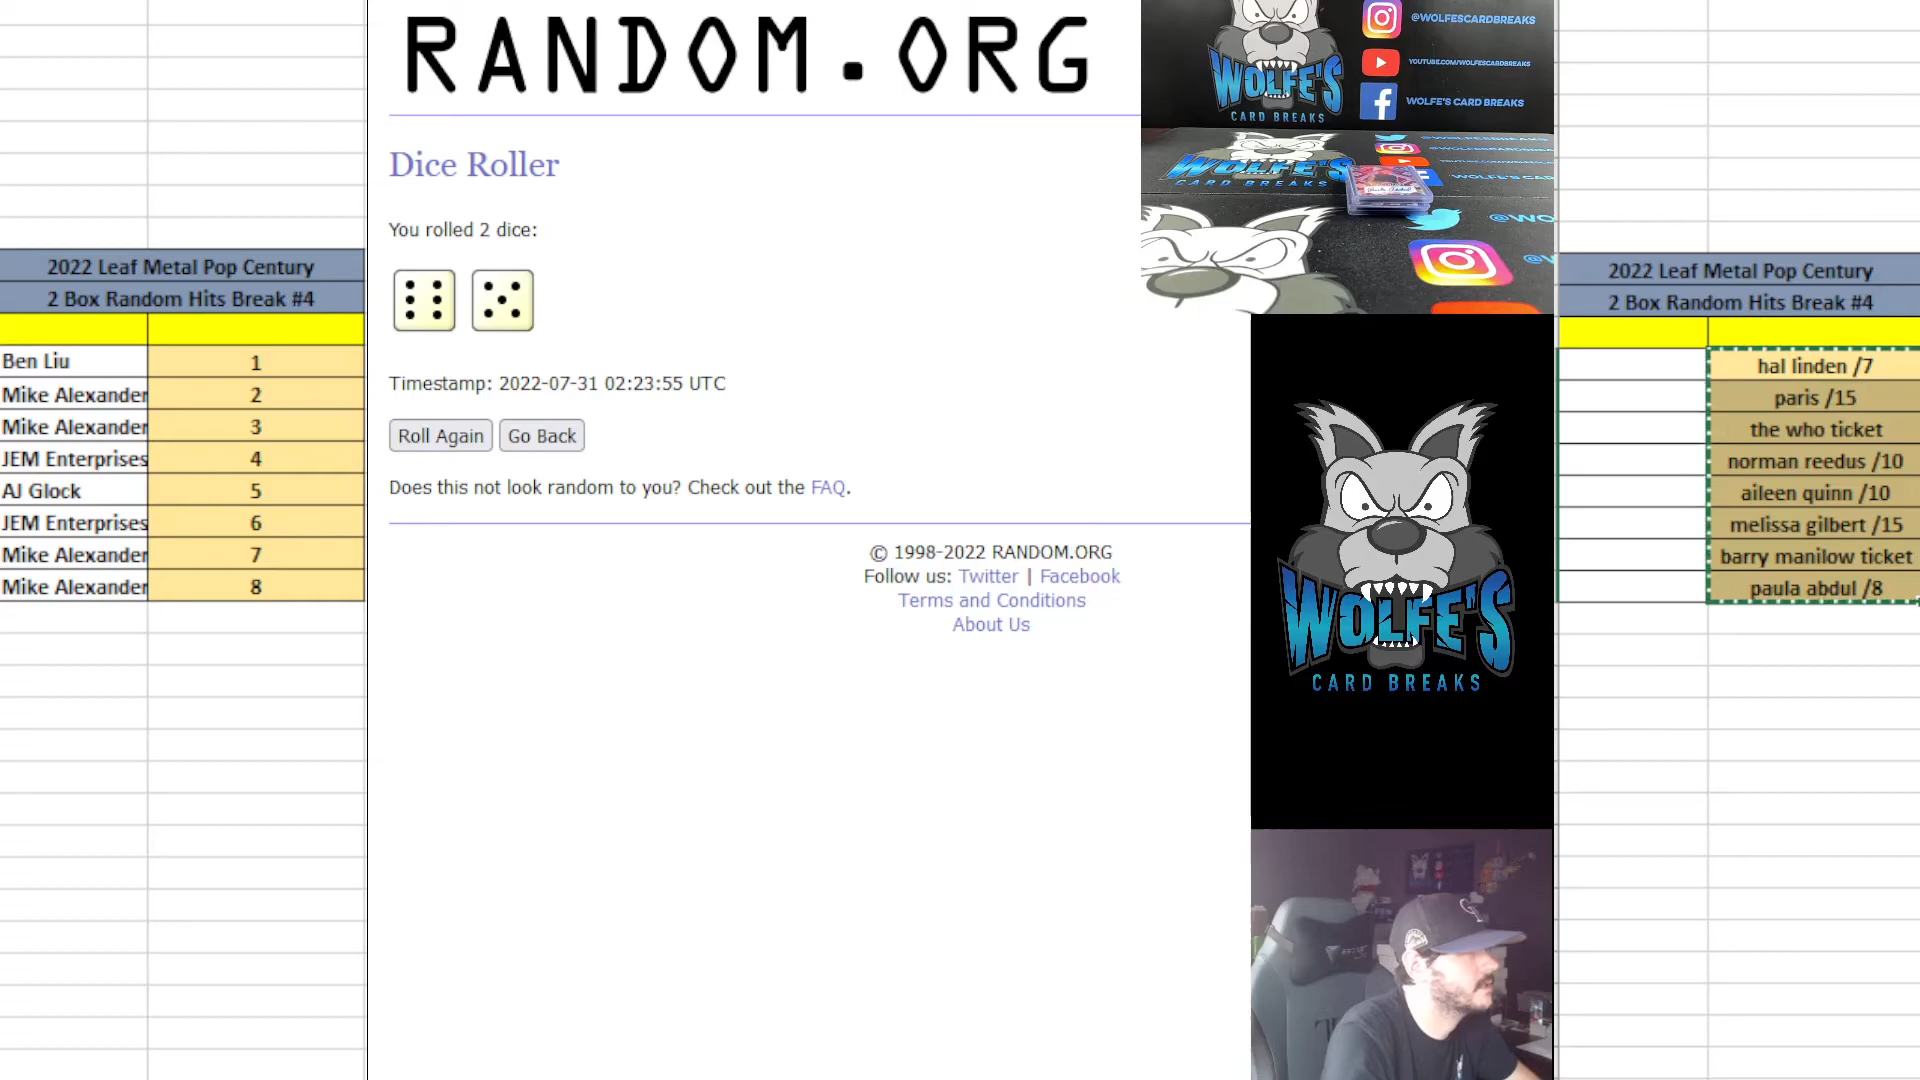 RANDOM.ORG
Dice Roller
You rolled 2 dice:
Timestamp: 2022-07-31 02:23:55 UTC
Roll Again
Go Back
Does this not look random to you? Check out the FAQ.
© 1998-2022 RANDOM.ORG
Follow us: Twitter | Facebook
Terms and Conditions
About Us
2022 Leaf Metal Pop Century
2 Box Random Hits Break #4
Ben Liu 1
Mike Alexander 2
Mike Alexander 3
JEM Enterprises 4
AJ Glock 5
JEM Enterprises 6
Mike Alexander 7
Mike Alexander 8
WOLFE'S
CARD BREAKS
@WOLFESCARDBREAKS
YOUTUBE.COM/WOLFESCARDBREAKS
WOLFE'S CARD BREAKS
WOLFE'S
CARD BREAKS
WOLFE'S
CARD BREAKS
2022 Leaf Metal Pop Century
2 Box Random Hits Break #4
hal linden /7
paris /15
the who ticket
norman reedus /10
aileen quinn /10
melissa gilbert /15
barry manilow ticket
paula abdul /8